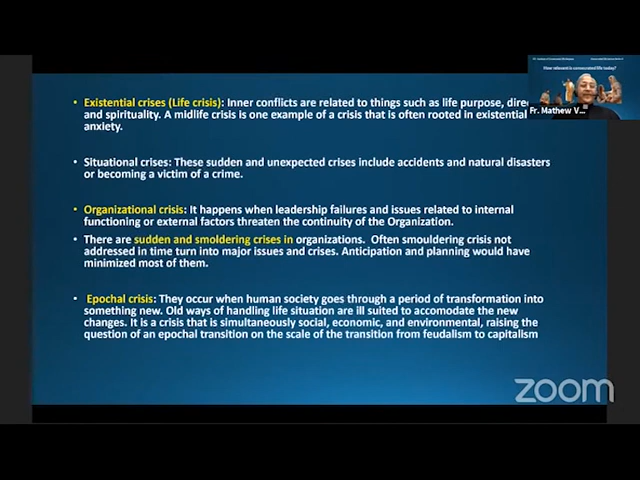 • Existential crises (Life crisis): Inner conflicts are related to things such as life purpose,
and spirituality. A midlife crisis is one example of a crisis that is often rooted in existential
anxiety.
• Situational crises: These sudden and unexpected crises include accidents and natural disasters
or becoming a victim of a crime.
• Organizational crisis: It happens when leadership failures and issues related to internal
functioning or external factors threaten the continuity of the Organization.
• There are sudden and smoldering crises in organizations. Often smouldering crisis not
addressed in time turn into major issues and crises. Anticipation and planning would have
minimized most of them.
• Epochal crisis: They occur when human society goes through a period of transformation into
something new. Old ways of handling life situation are ill suited to accomodate the new
changes. It is a crisis that is simultaneously social, economic, and environmental, raising the
question of an epochal transition on the scale of the transition from feudalism to capitalism
How relevant is consecrated life today?
Fr. Mathew V...
zoom